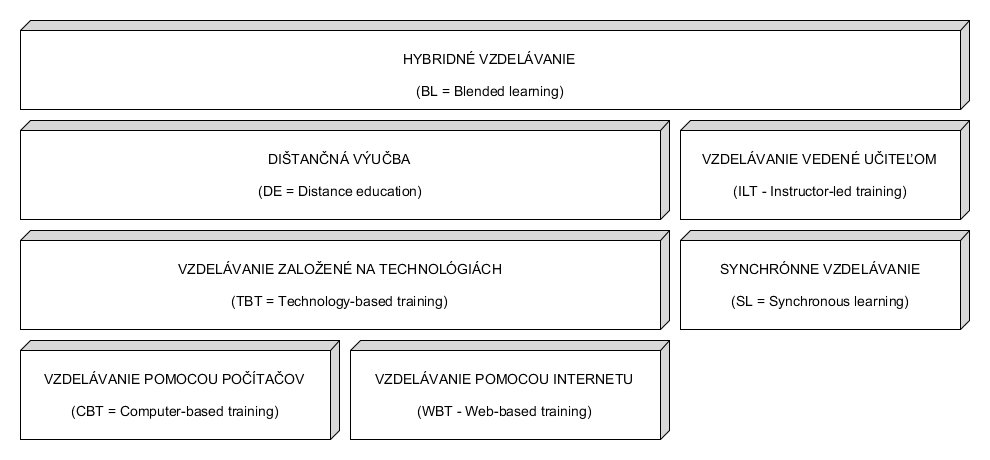 HYBRIDNÉ VZDELÁVANIE
(BL = Blended learning)
DIŠTANČNÁ VÝUČBA
(DE = Distance education)
VZDELÁVANIE VEDENÉ UČITEĽOM
(ILT - Instructor-led training)
VZDELÁVANIE ZALOŽENÉ NA TECHNOLÓGIÁCH
(TBT = Technology-based training)
SYNCHRÓNNE VZDELÁVANIE
(SL = Synchronous learning)
VZDELÁVANIE POMOCOU POČÍTAČOV
(CBT = Computer-based training)
VZDELÁVANIE POMOCOU INTERNETU
(WBT - Web-based training)